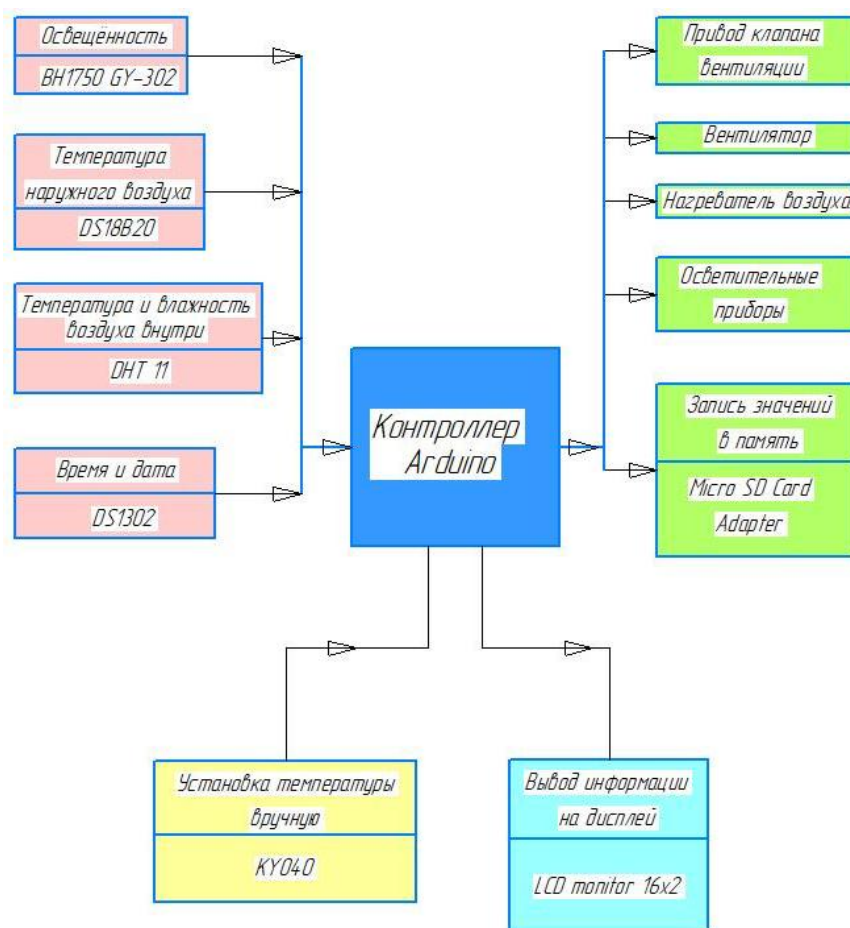 Освещённость
BH1750 GY-302
Температура
наружного воздуха
DS18B20
Температура и влажность
воздуха внутри
DHT 11
Время и дата
DS1302
Контроллер
Arduino
Привод клапана
вентиляции
Вентилятор
Нагреватель воздуха
Осветительные
приборы
Запись значений
в память
Micro SD Card
Adapter
Установка температуры
вручную
KY040
Вывод информации
на дисплей
LCD monitor 16x2